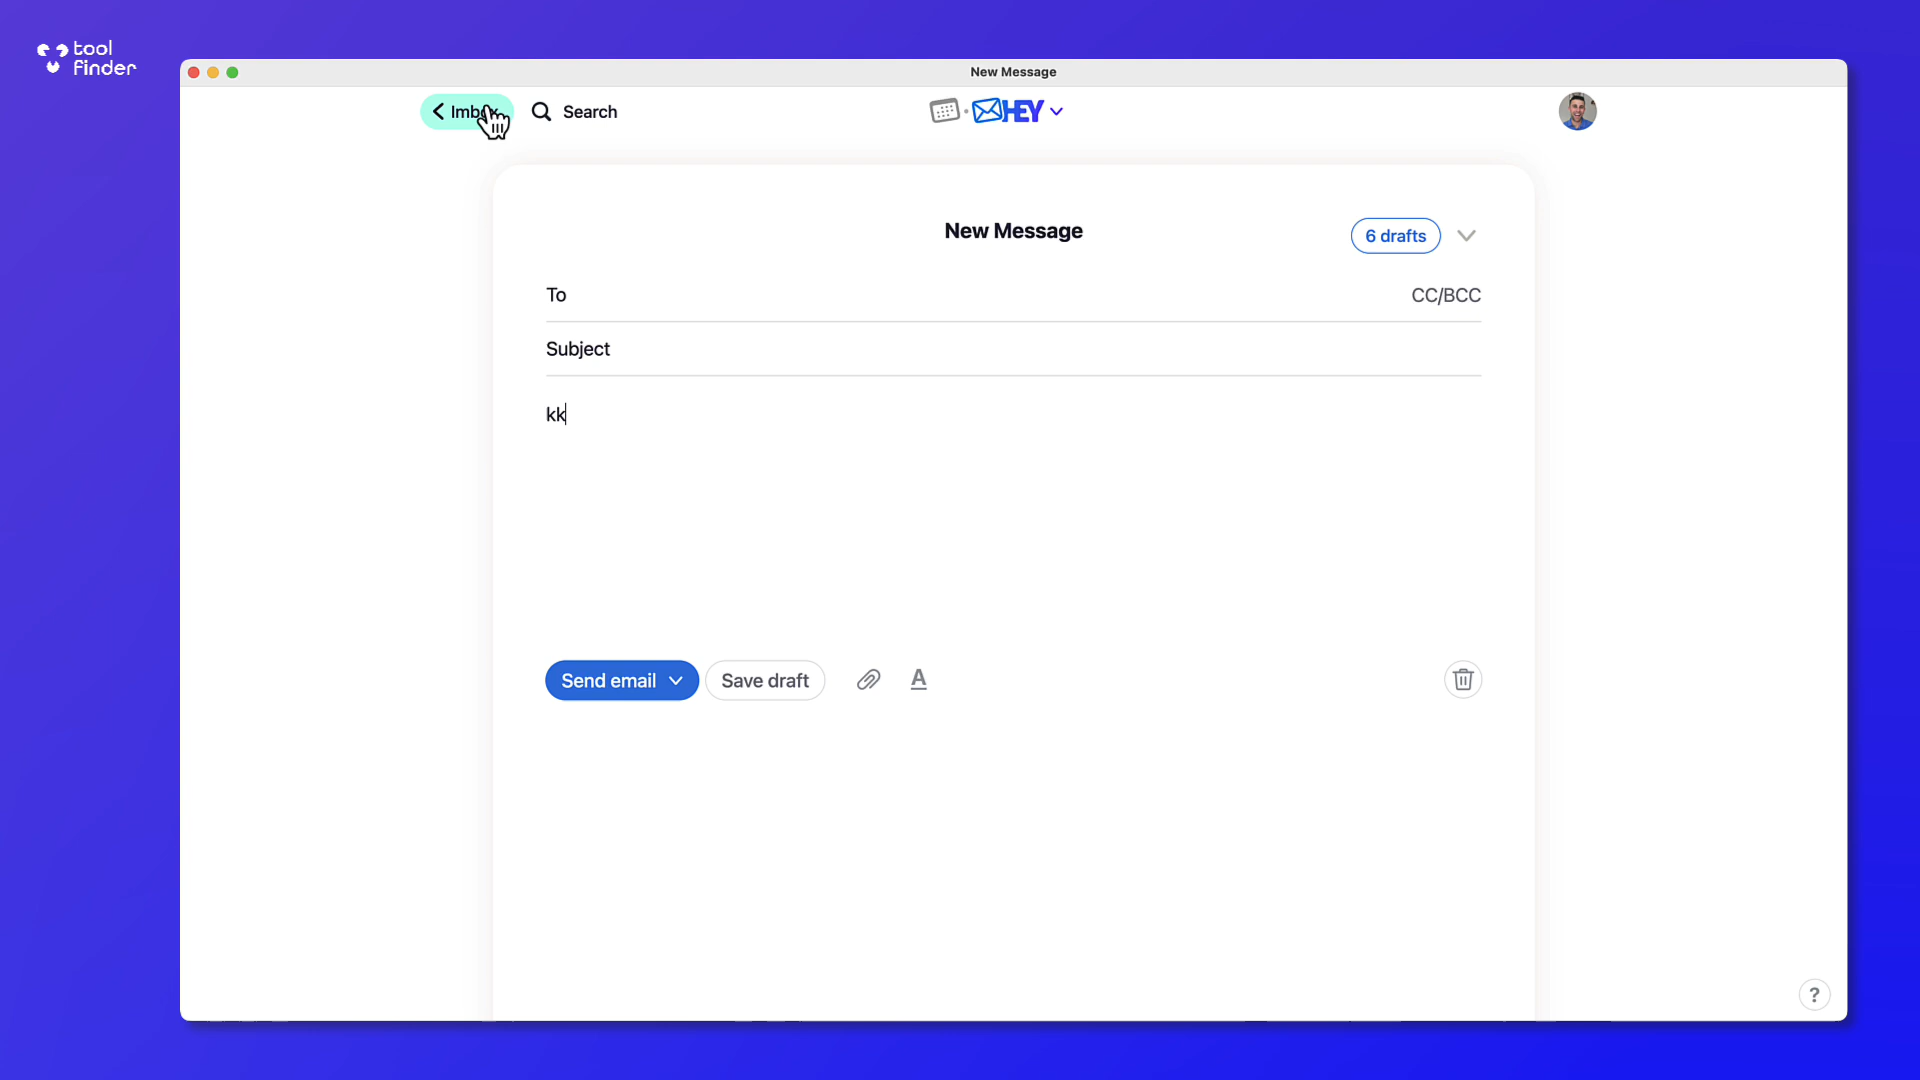 tool
finder
New Message
Search
HEY
New Message
6 drafts
To
CC/BCC
Subject
kk
Send email
Save draft
A
?